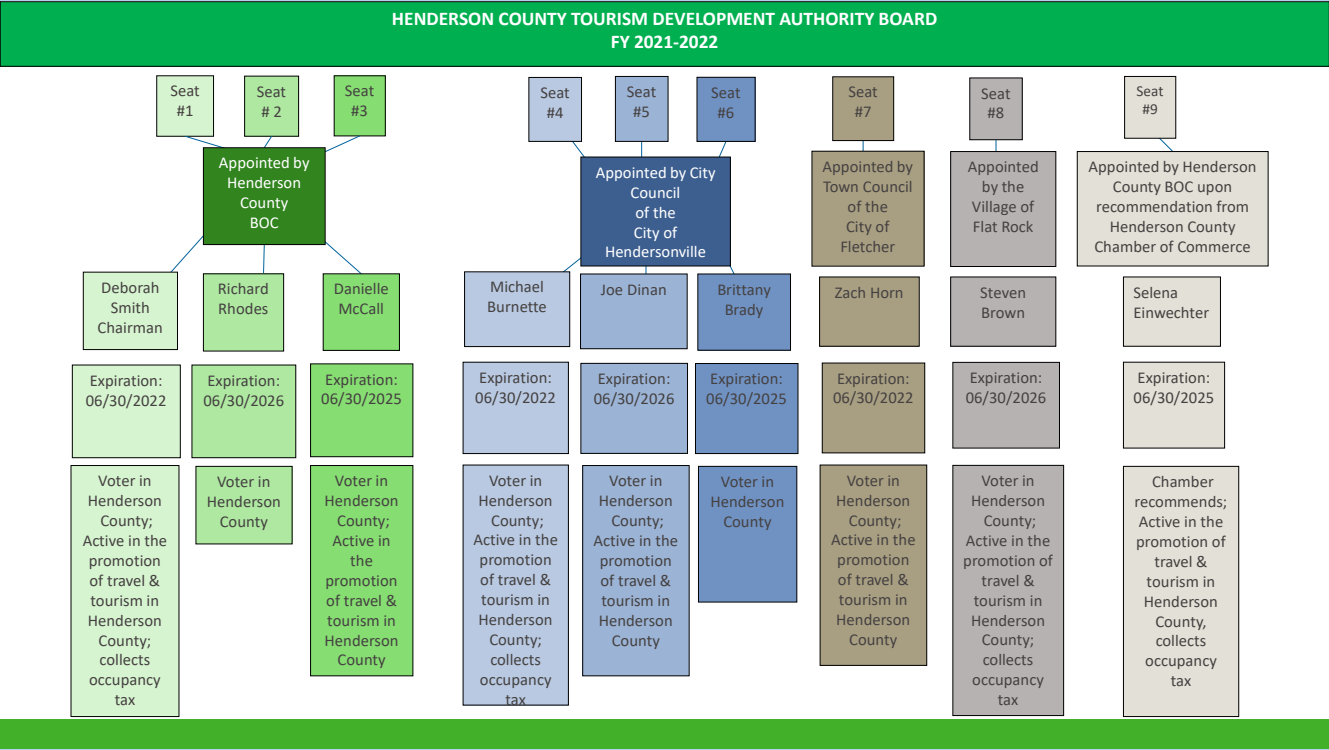 HENDERSON COUNTY TOURISM DEVELOPMENT AUTHORITY BOARD
FY 2021-2022
Seat
#1
Seat
# 2
Seat
#3
Seat
#4
Seat
#5
Seat
#6
Seat
#7
Seat
#8
Seat
#9
Appointed by
Henderson
County
BOC
Appointed by City
Council
of the
City of
Hendersonville
Appointed by
Town Council
of the
City of
Fletcher
Appointed
by the
Village of
Flat Rock
Appointed by Henderson
County BOC upon
recommendation from
Henderson County
Chamber of Commerce
Deborah
Smith
Chairman
Richard
Rhodes
Danielle
McCall
Michael
Burnette
Joe Dinan
Brittany
Brady
Zach Horn
Steven
Brown
Selena
Einwechter
Expiration:
06/30/2022
Expiration:
06/30/2026
Expiration:
06/30/2025
Expiration:
06/30/2022
Expiration:
06/30/2026
Expiration:
06/30/2025
Expiration:
06/30/2022
Expiration:
06/30/2026
Expiration:
06/30/2025
Voter in
Henderson
County;
Active in the
promotion
of travel &
tourism in
Henderson
County;
collects
occupancy
tax
Voter in
Henderson
County
Voter in
Henderson
County;
Active in
the
promotion
of travel &
tourism in
Henderson
County
Voter in
Henderson
County;
Active in the
promotion
of travel &
tourism in
Henderson
County;
collects
occupancy
tax
Voter in
Henderson
County;
Active in the
promotion
of travel &
tourism in
Henderson
County
Voter in
Henderson
County
Voter in
Henderson
County;
Active in the
promotion
of travel &
tourism in
Henderson
County
Voter in
Henderson
County;
Active in the
promotion of
travel &
tourism in
Henderson
County;
collects
occupancy
tax
Chamber
recommends;
Active in the
promotion of
travel &
tourism in
Henderson
County,
collects
occupancy
tax